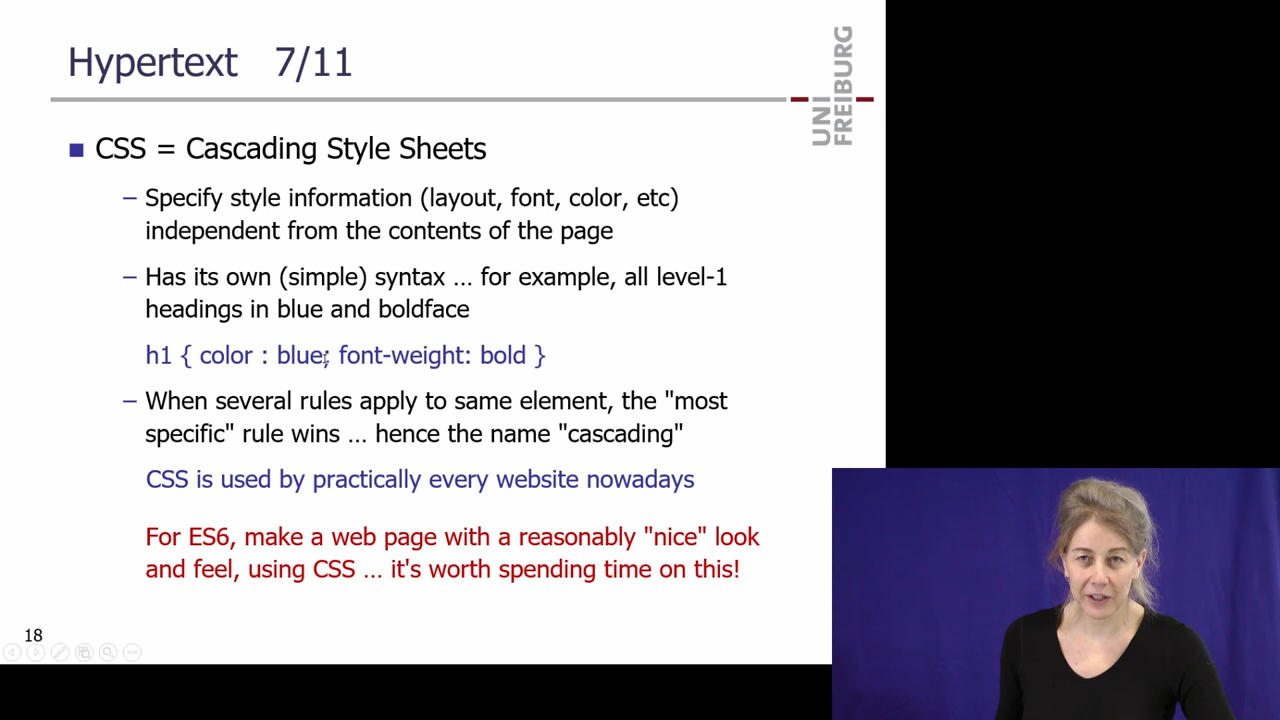 Hypertext 7/11
UNI
FREIBURG
■ CSS = Cascading Style Sheets
– Specify style information (layout, font, color, etc)
independent from the contents of the page
– Has its own (simple) syntax … for example, all level-1
headings in blue and boldface
h1 { color : blue; font-weight: bold }
– When several rules apply to same element, the "most
specific" rule wins … hence the name "cascading"
CSS is used by practically every website nowadays
For ES6, make a web page with a reasonably "nice" look
and feel, using CSS … it's worth spending time on this!
18